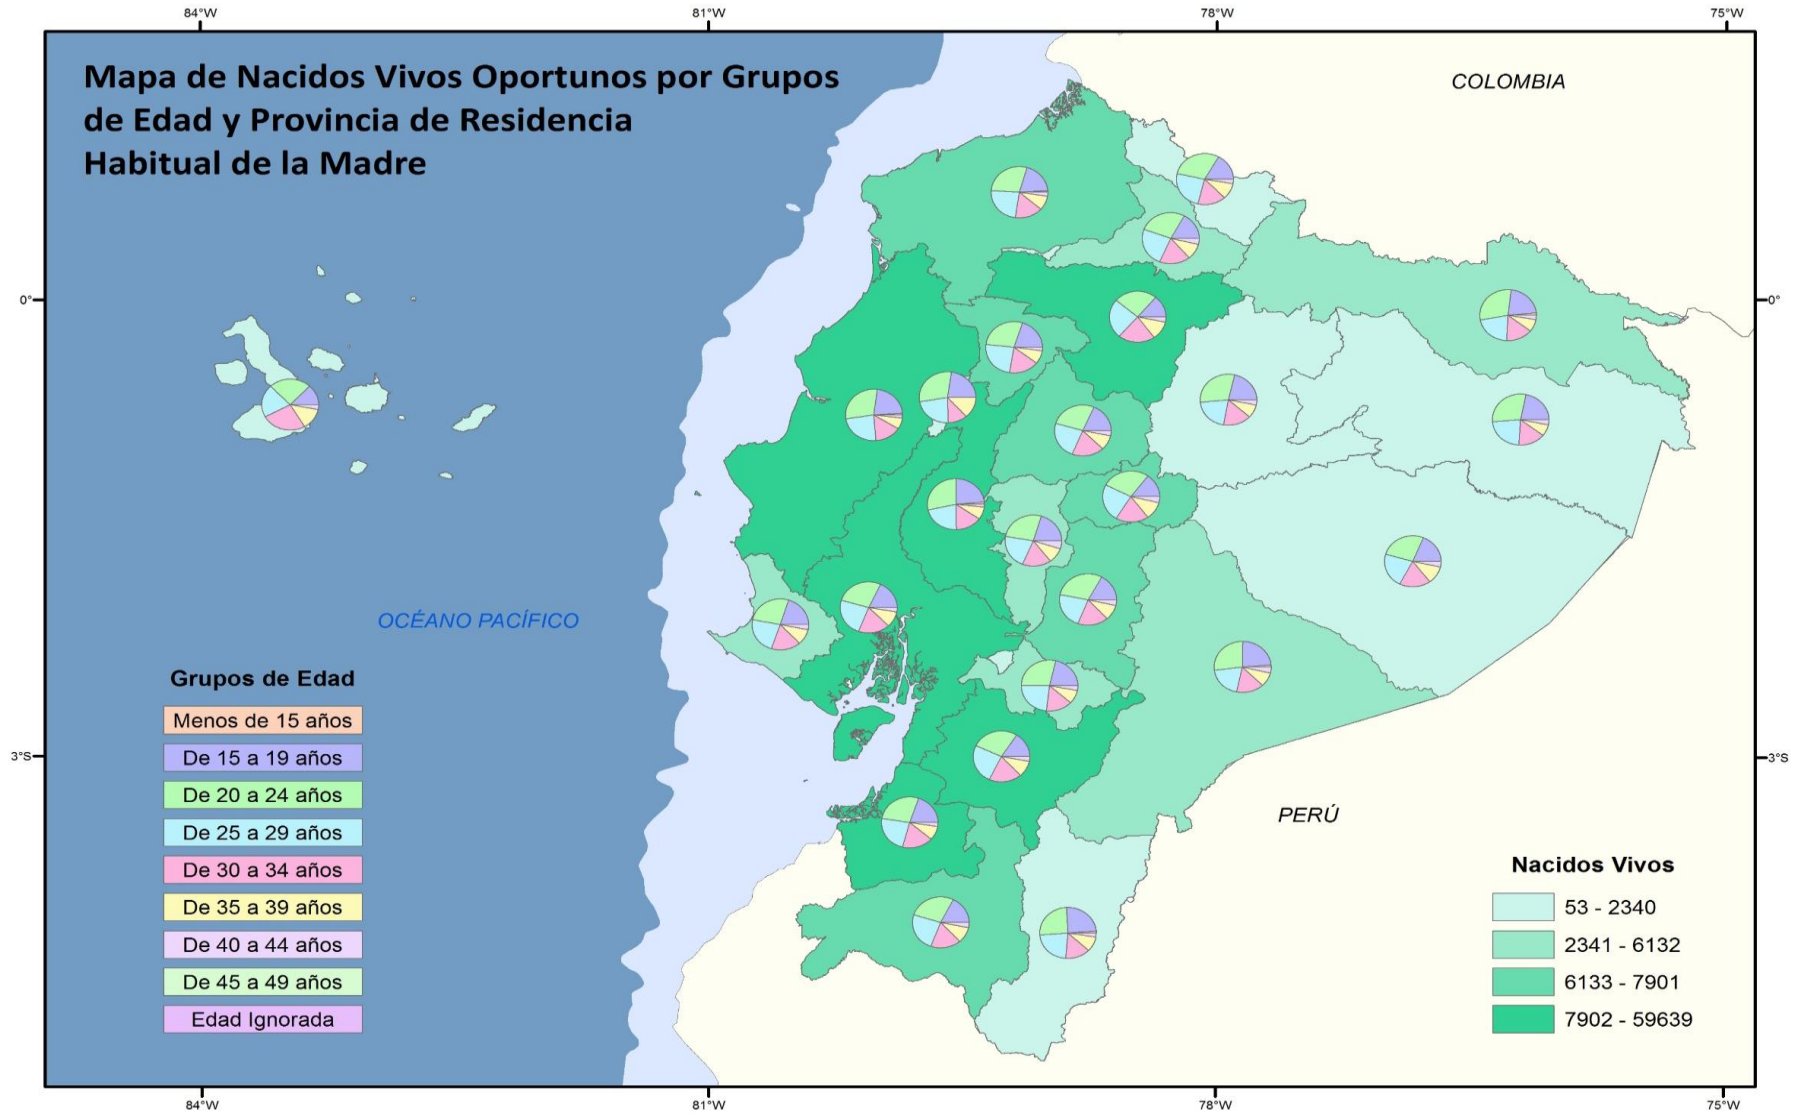 84°W
81°W
78°W
75°W
Mapa de Nacidos Vivos Oportunos por Grupos
de Edad y Provincia de Residencia
Habitual de la Madre
COLOMBIA
0°
0°
OCÉANO PACÍFICO
Grupos de Edad
Menos de 15 años
De 15 a 19 años
De 20 a 24 años
De 25 a 29 años
De 30 a 34 años
De 35 a 39 años
De 40 a 44 años
De 45 a 49 años
Edad Ignorada
3°S
3°S
PERÚ
Nacidos Vivos
53 - 2340
2341 - 6132
6133 - 7901
7902 - 59639
84°W
81°W
78°W
75°W